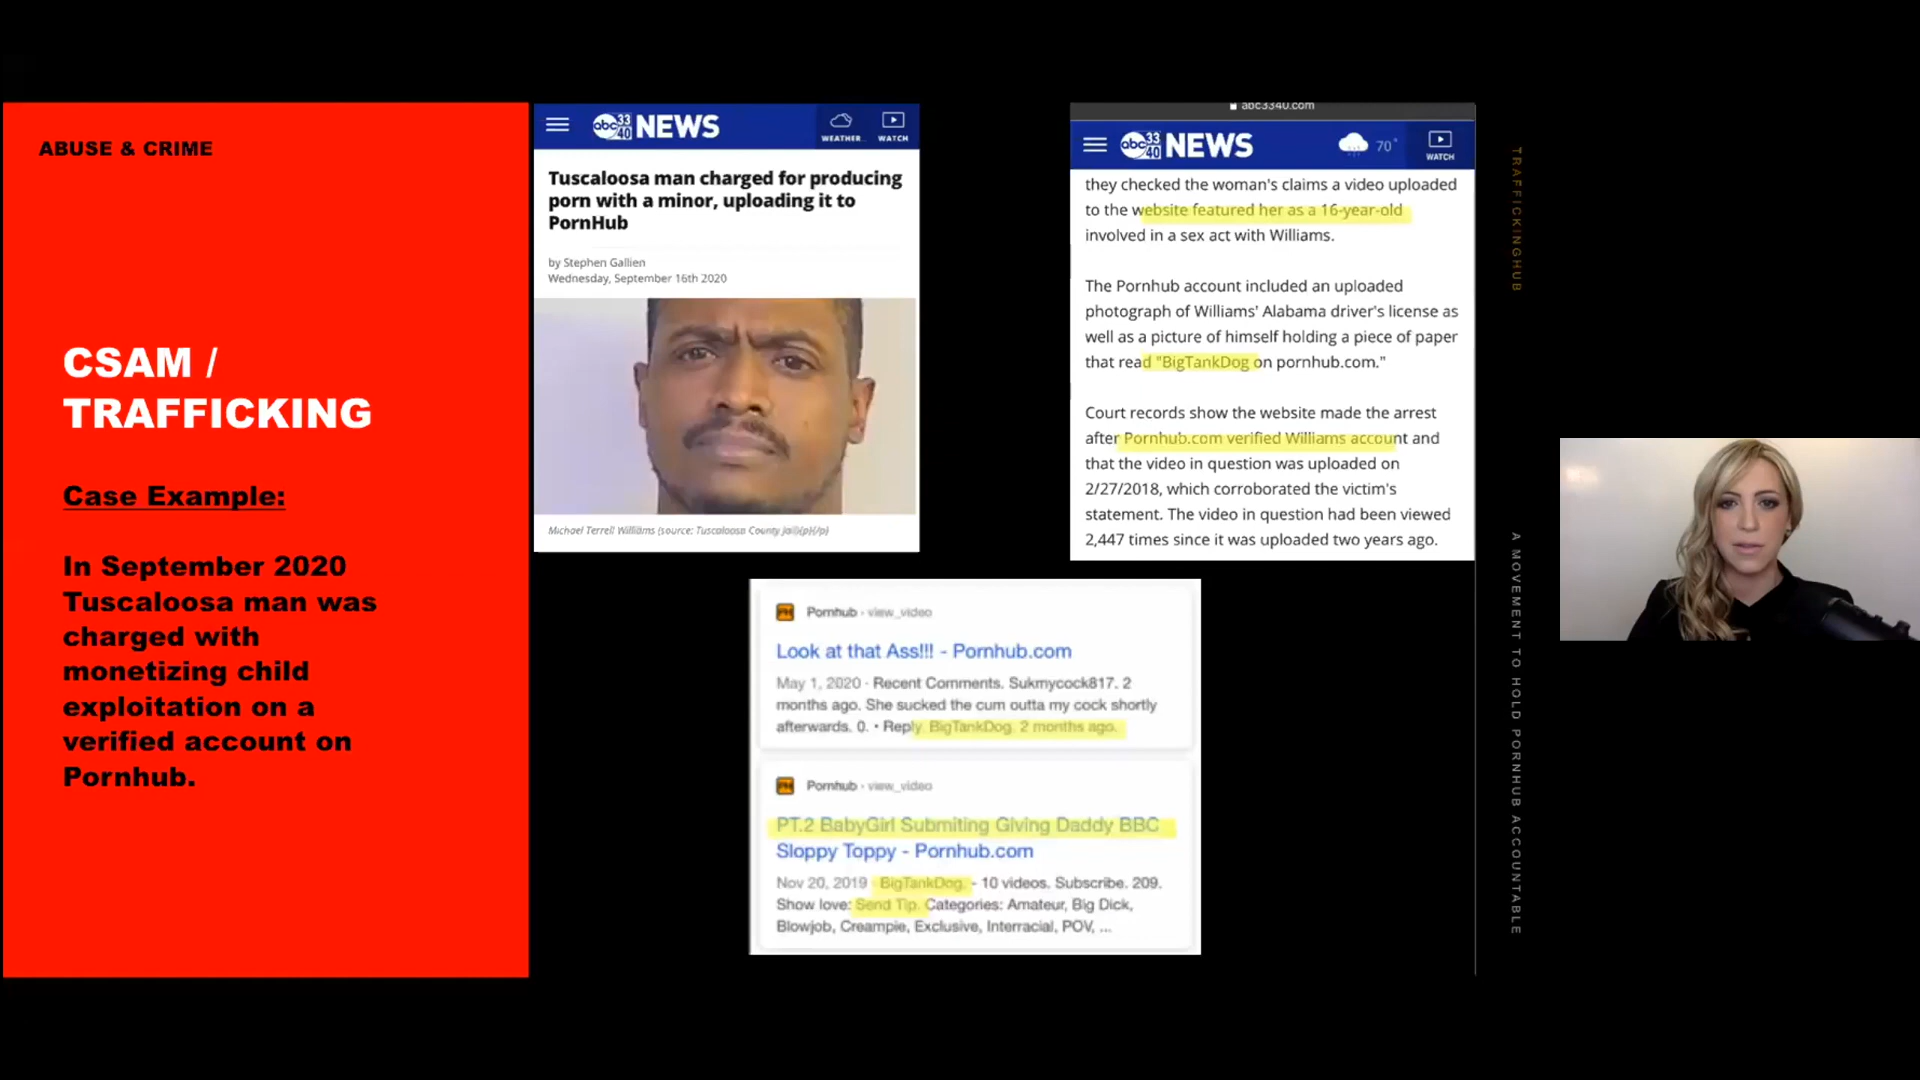 ABUSE & CRIME
CSAM /
TRAFFICKING
Case Example:
In September 2020
Tuscaloosa man was
charged with
monetizing child
exploitation on a
verified account on
Pornhub.
abc 33 40 NEWS
WEATHER
WATCH
Tuscaloosa man charged for producing
porn with a minor, uploading it to
PornHub
by Stephen Gallien
Wednesday, September 16th 2020
Michael Terrell Williams (source: Tuscaloosa County Jail){p}{/p}
abc3340.com
abc 33 40 NEWS
70°
WATCH
they checked the woman's claims a video uploaded
to the website featured her as a 16-year-old
involved in a sex act with Williams.
The Pornhub account included an uploaded
photograph of Williams' Alabama driver's license as
well as a picture of himself holding a piece of paper
that read "BigTankDog on pornhub.com."
Court records show the website made the arrest
after Pornhub.com verified Williams account and
that the video in question was uploaded on
2/27/2018, which corroborated the victim's
statement. The video in question had been viewed
2,447 times since it was uploaded two years ago.
Pornhub › view_video
Look at that Ass!!! - Pornhub.com
May 1, 2020 · Recent Comments. Sukmycock817. 2
months ago. She sucked the cum outta my cock shortly
afterwards. 0. • Reply BigTankDog. 2 months ago.
Pornhub › view_video
PT.2 BabyGirl Submiting Giving Daddy BBC
Sloppy Toppy - Pornhub.com
Nov 20, 2019 · BigTankDog. - 10 videos. Subscribe. 209.
Show love: Send Tip. Categories: Amateur, Big Dick,
Blowjob, Creampie, Exclusive, Interracial, POV, ...
TRAFFICKINGHUB
A MOVEMENT TO HOLD PORNHUB ACCOUNTABLE